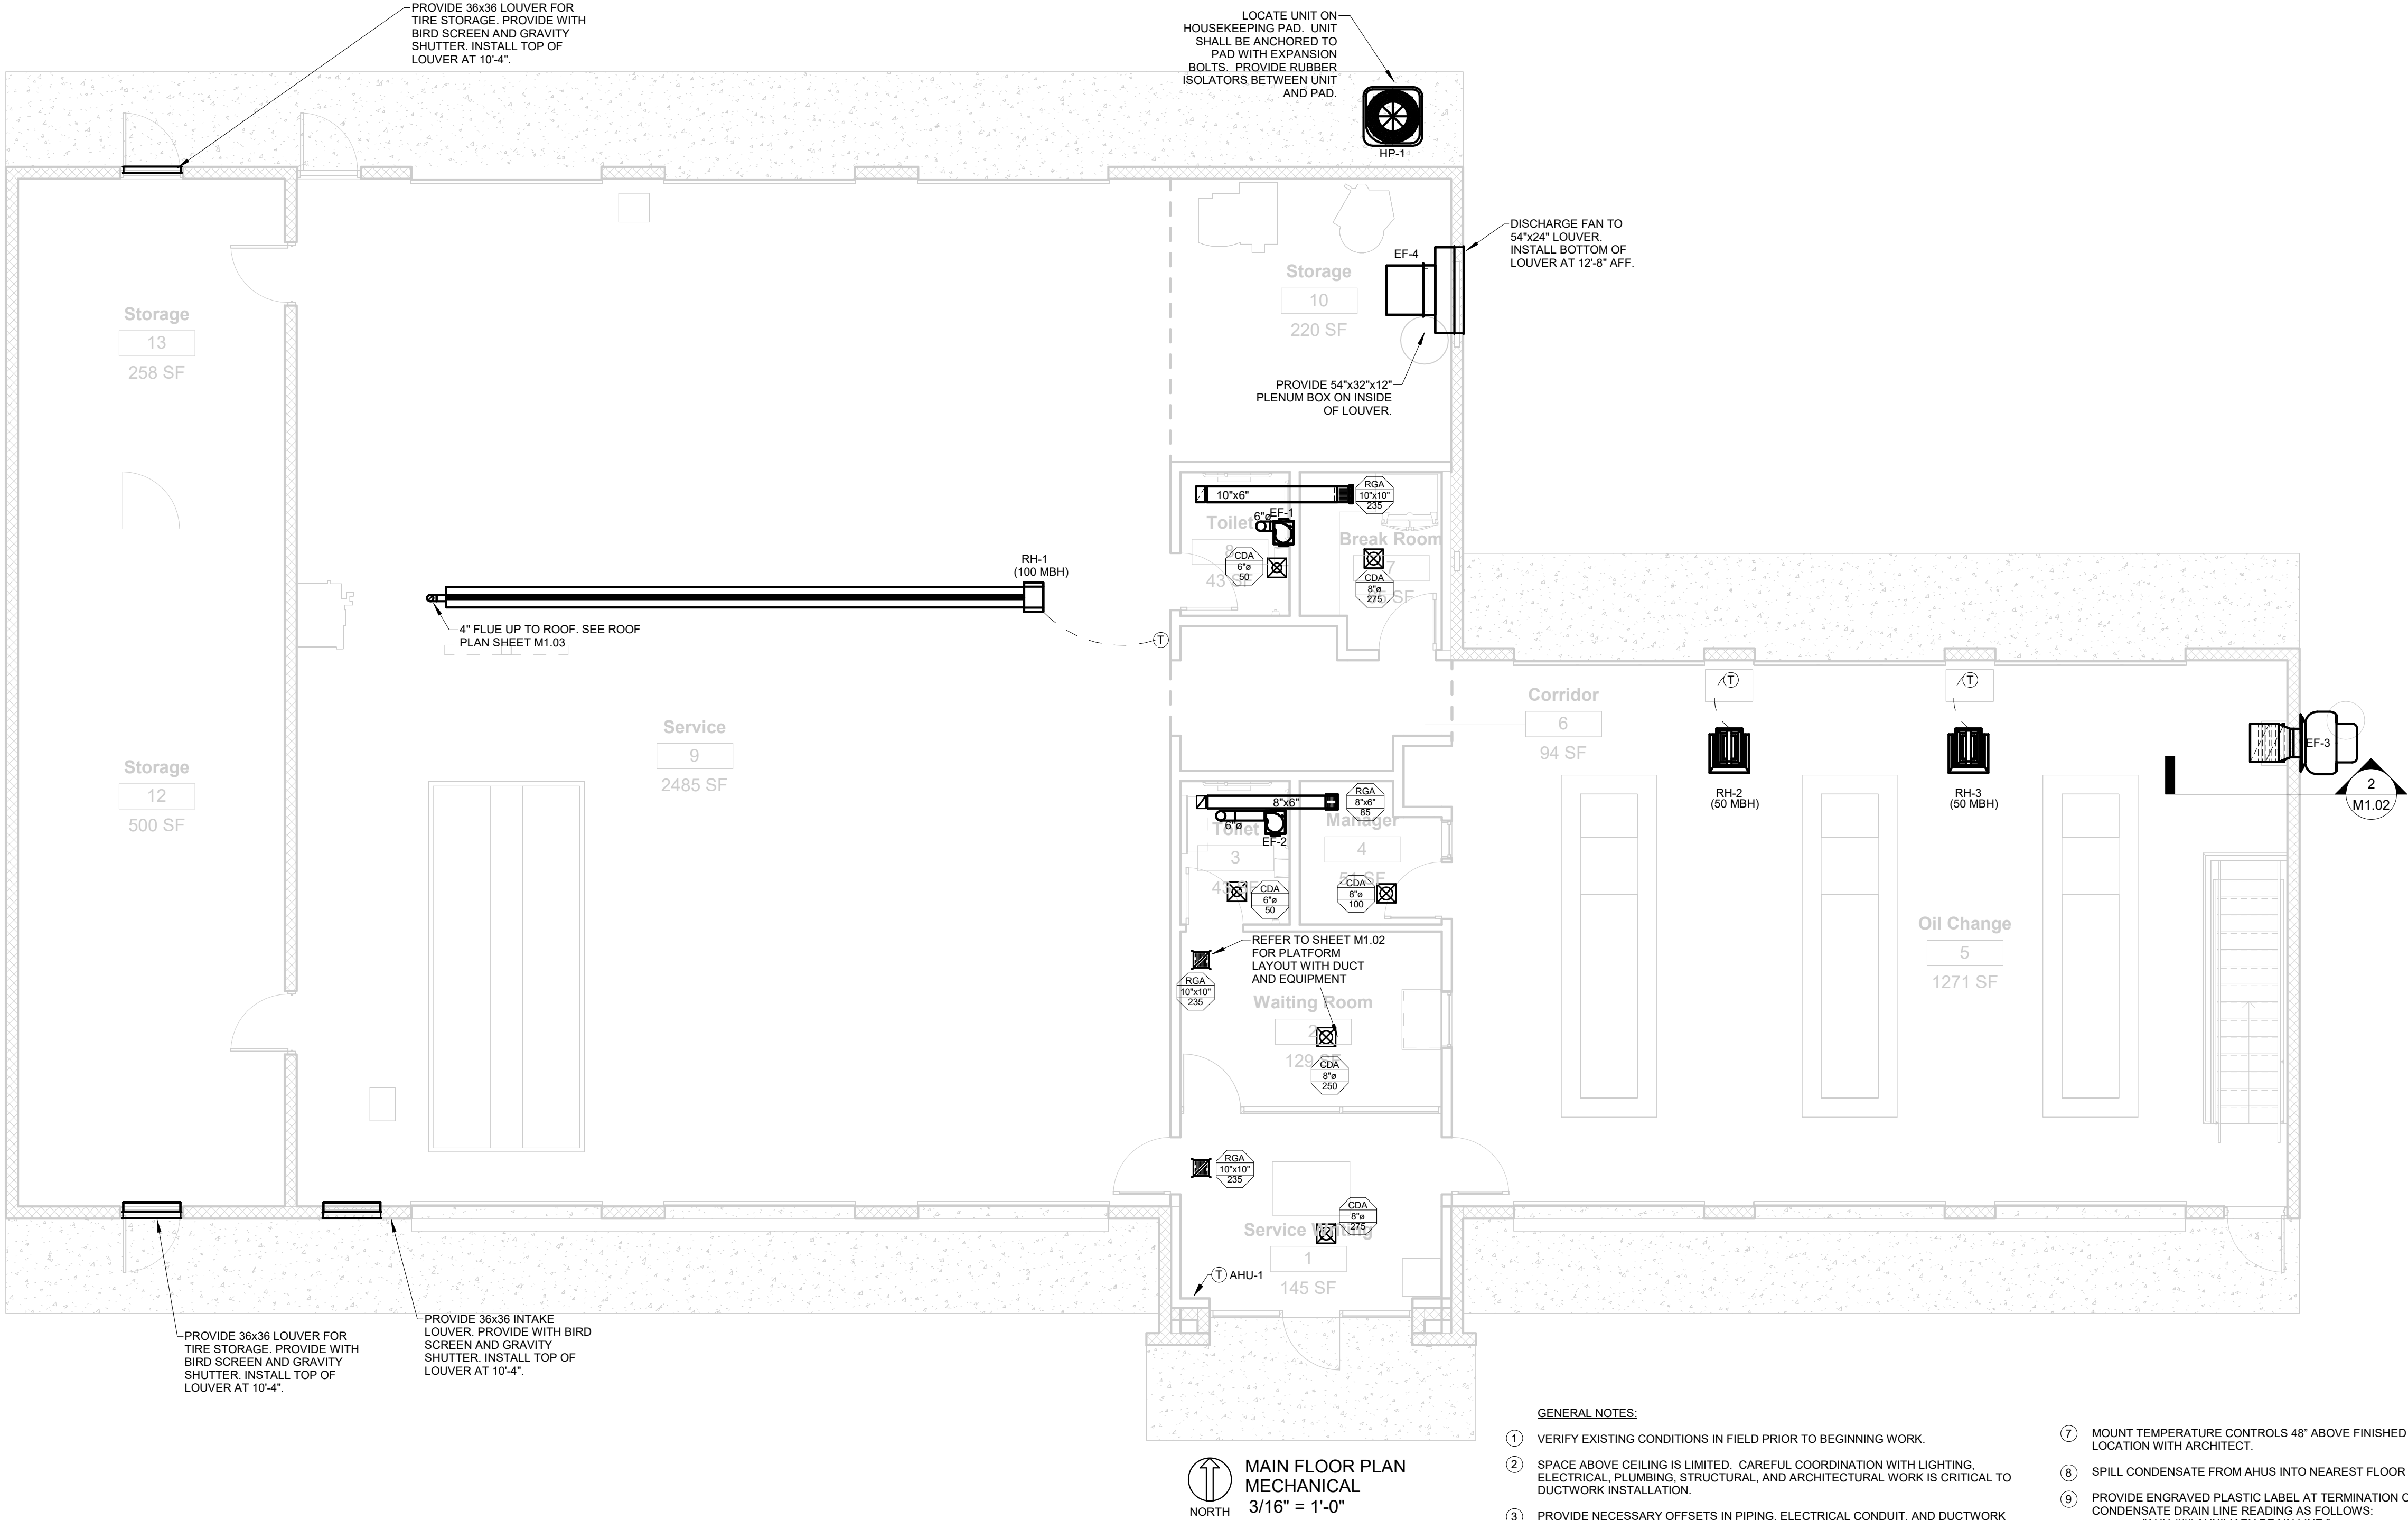 PROVIDE 36x36 LOUVER FOR
TIRE STORAGE. PROVIDE WITH
BIRD SCREEN AND GRAVITY
SHUTTER. INSTALL TOP OF
LOUVER AT 10'-4".
LOCATE UNIT ON
HOUSEKEEPING PAD.  UNIT
SHALL BE ANCHORED TO
PAD WITH EXPANSION
BOLTS.  PROVIDE RUBBER
ISOLATORS BETWEEN UNIT
AND PAD.
HP-1
DISCHARGE FAN TO
54"x24" LOUVER.
INSTALL BOTTOM OF
LOUVER AT 12'-8" AFF.
EF-4
Storage
10
220 SF
Storage
13
258 SF
PROVIDE 54"x32"x12"
PLENUM BOX ON INSIDE
OF LOUVER.
10"x6"
RGA
10"x10"
235
6"ø
EF-1
Toilet
8
CDA
6"ø
50
Break Room
7
CDA
8"ø
275
SF
RH-1
(100 MBH)
4" FLUE UP TO ROOF. SEE ROOF
PLAN SHEET M1.03
T
T
T
Corridor
6
94 SF
Service
9
2485 SF
Storage
12
500 SF
RH-2
(50 MBH)
RH-3
(50 MBH)
EF-3
2
M1.02
8"x6"
RGA
8"x6"
85
6"ø
EF-2
Toilet
3
CDA
6"ø
50
Manager
4
CDA
8"ø
100
Oil Change
5
1271 SF
REFER TO SHEET M1.02
FOR PLATFORM
LAYOUT WITH DUCT
AND EQUIPMENT
RGA
10"x10"
235
Waiting Room
2
129 SF
CDA
8"ø
250
RGA
10"x10"
235
CDA
8"ø
275
Service Waiting
1
145 SF
T AHU-1
PROVIDE 36x36 LOUVER FOR
TIRE STORAGE. PROVIDE WITH
BIRD SCREEN AND GRAVITY
SHUTTER. INSTALL TOP OF
LOUVER AT 10'-4".
PROVIDE 36x36 INTAKE
LOUVER. PROVIDE WITH BIRD
SCREEN AND GRAVITY
SHUTTER. INSTALL TOP OF
LOUVER AT 10'-4".
NORTH
MAIN FLOOR PLAN
MECHANICAL
3/16" = 1'-0"
GENERAL NOTES:
1 VERIFY EXISTING CONDITIONS IN FIELD PRIOR TO BEGINNING WORK.
2 SPACE ABOVE CEILING IS LIMITED.  CAREFUL COORDINATION WITH LIGHTING,
ELECTRICAL, PLUMBING, STRUCTURAL, AND ARCHITECTURAL WORK IS CRITICAL TO
DUCTWORK INSTALLATION.
3 PROVIDE NECESSARY OFFSETS IN PIPING, ELECTRICAL CONDUIT, AND DUCTWORK
7 MOUNT TEMPERATURE CONTROLS 48" ABOVE FINISHED
LOCATION WITH ARCHITECT.
8 SPILL CONDENSATE FROM AHUS INTO NEAREST FLOOR
9 PROVIDE ENGRAVED PLASTIC LABEL AT TERMINATION
CONDENSATE DRAIN LINE READING AS FOLLOWS: